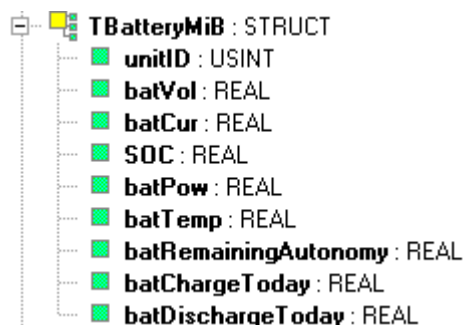 TBatteryMiB : STRUCT
unitID : USINT
batVol : REAL
batCur : REAL
SOC : REAL
batPow : REAL
batTemp : REAL
batRemainingAutonomy : REAL
batChargeToday : REAL
batDischargeToday : REAL